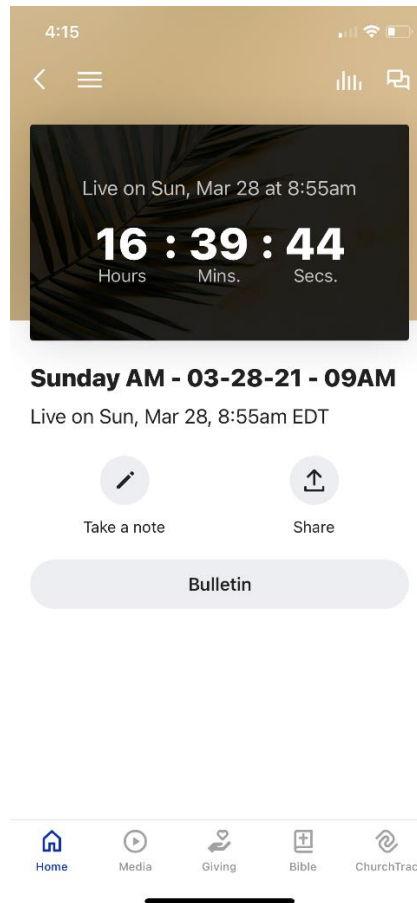 4:15
Live on Sun, Mar 28 at 8:55am
16 : 39 : 44
Hours Mins. Secs.
Sunday AM - 03-28-21 - 09AM
Live on Sun, Mar 28, 8:55am EDT
Take a note Share
Bulletin
Home Media Giving Bible ChurchTrac